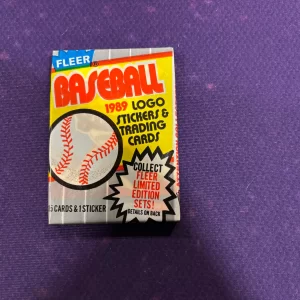 FLEER
BASEBALL
1989 LOGO
STICKERS &
TRADING
CARDS
COLLECT
FLEER
LIMITED
EDITION
SETS!
DETAILS ON BACK
15 CARDS & 1 STICKER